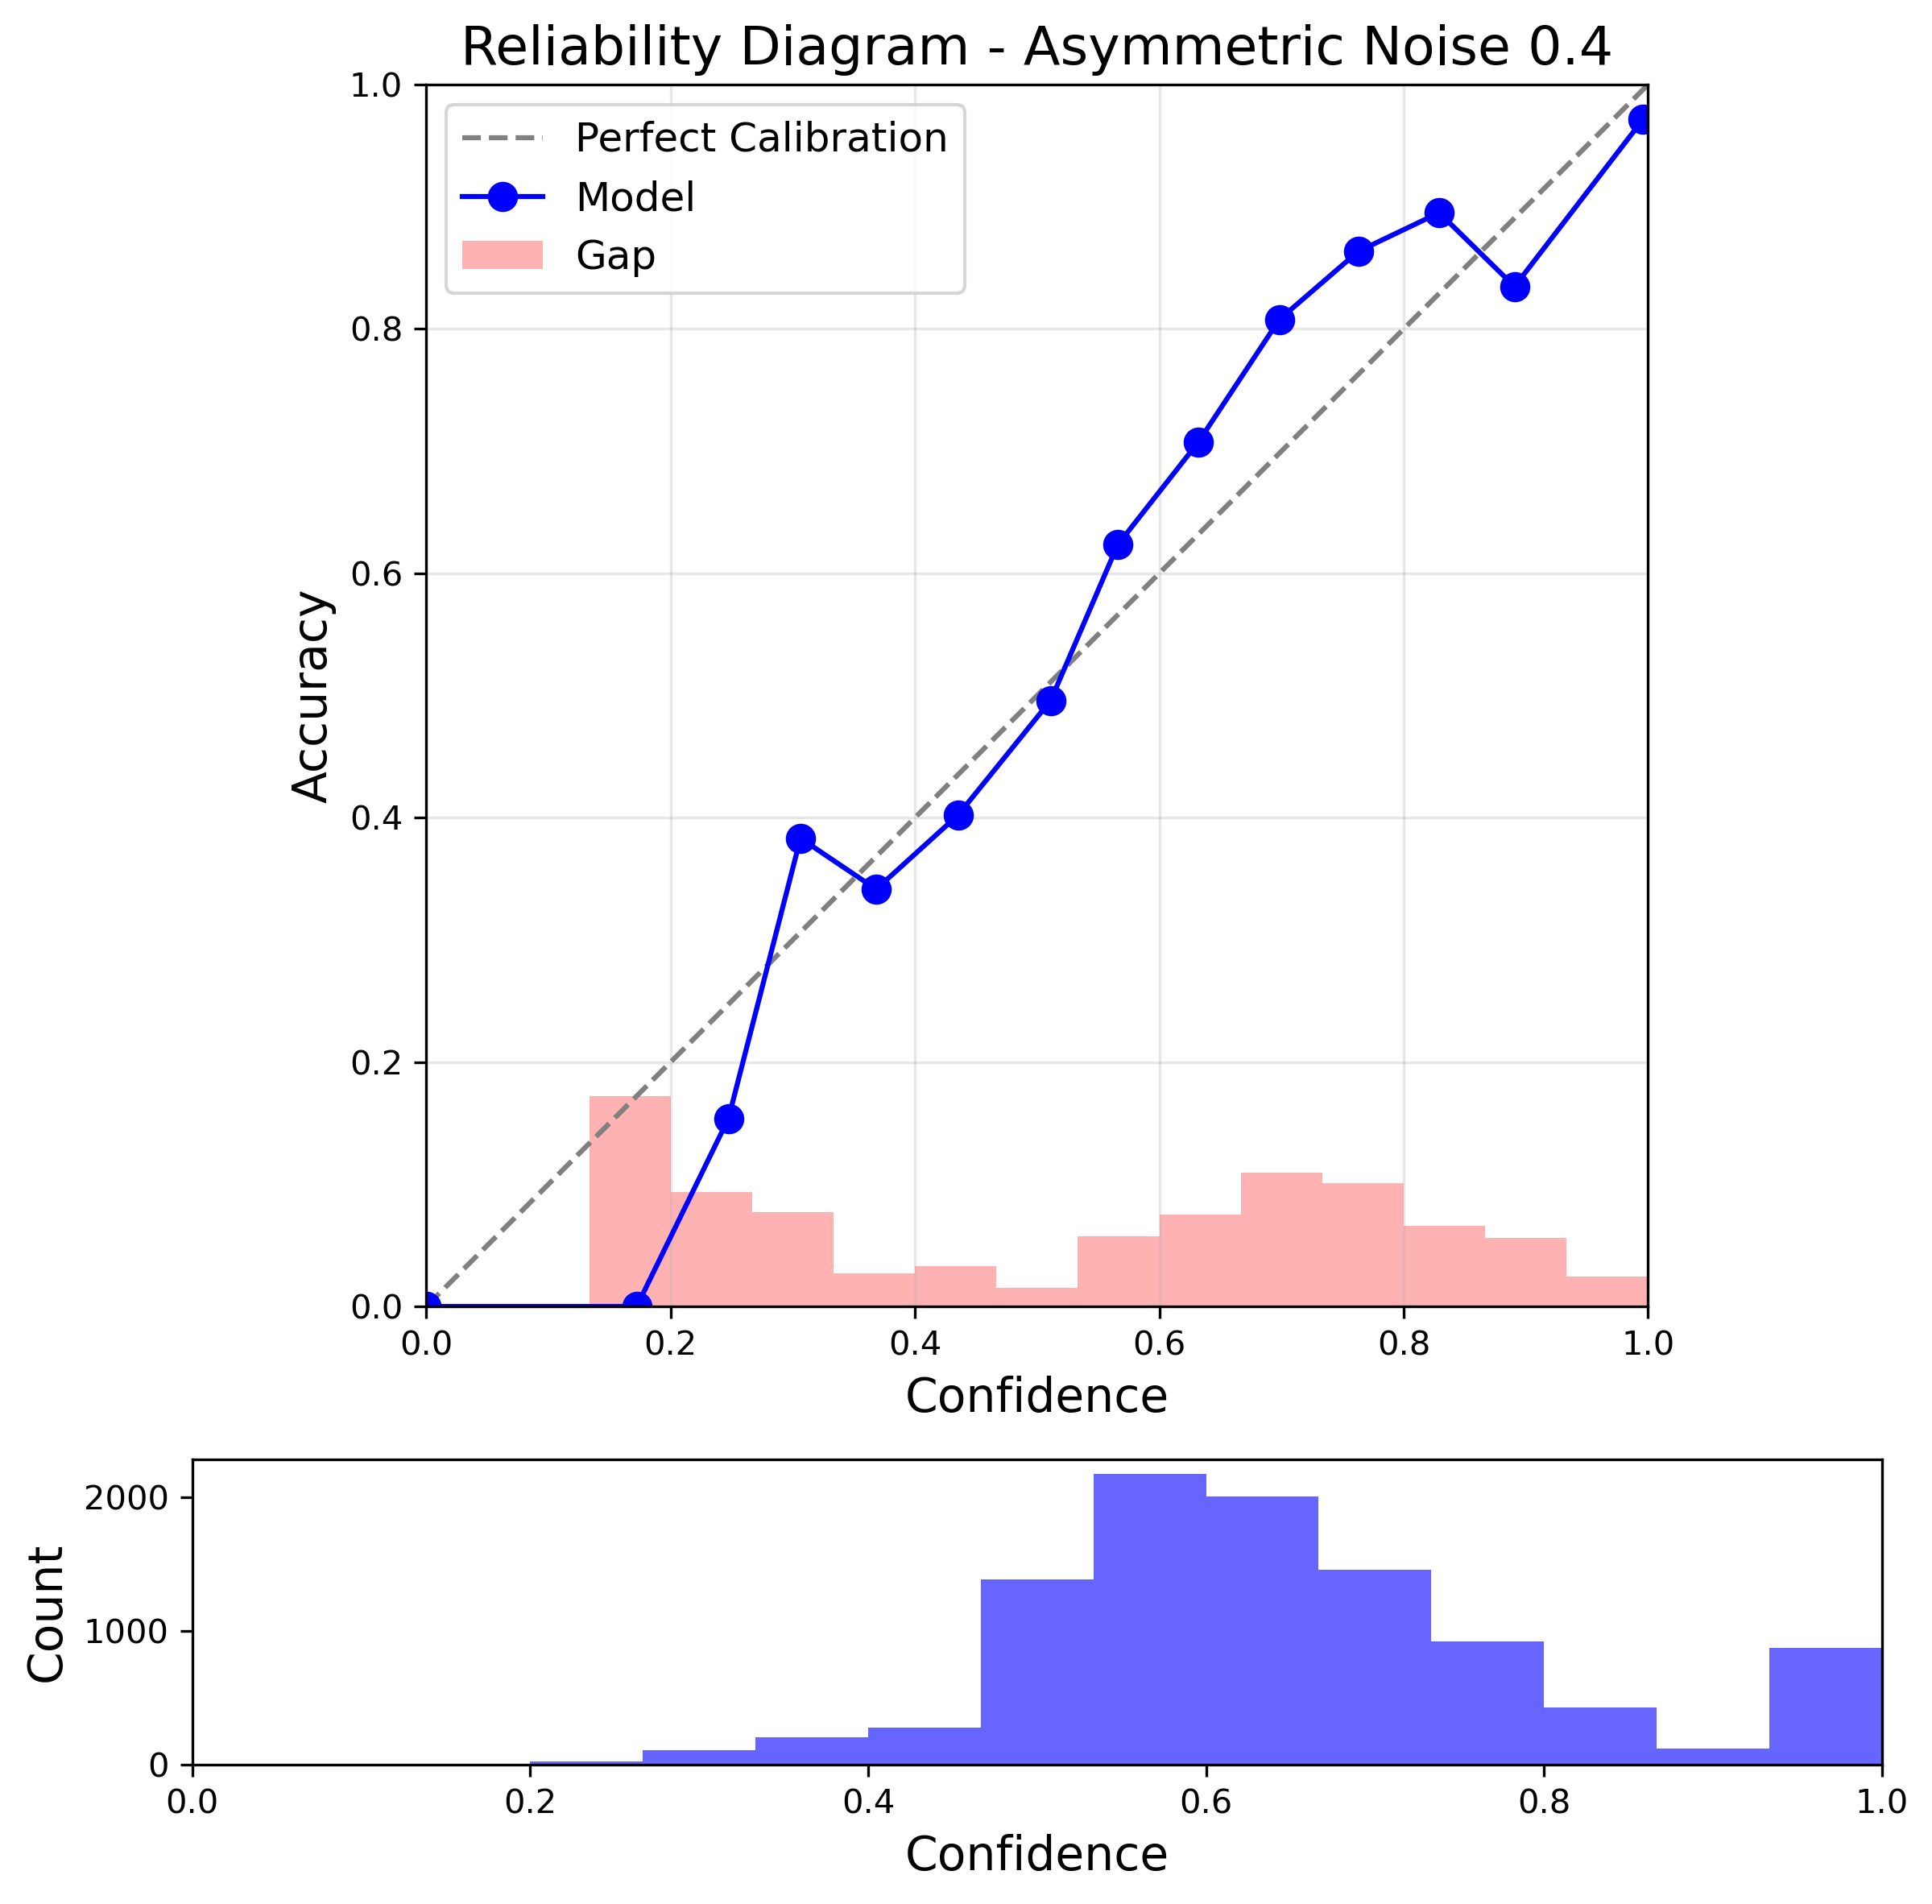 Reliability Diagram - Asymmetric Noise 0.4
1.0
Perfect Calibration
Model
Gap
0.8
0.6
Accuracy
0.4
0.2
0.0
0.0 0.2 0.4 0.6 0.8 1.0
Confidence
2000
Count
1000
0
0.0 0.2 0.4 0.6 0.8 1.0
Confidence